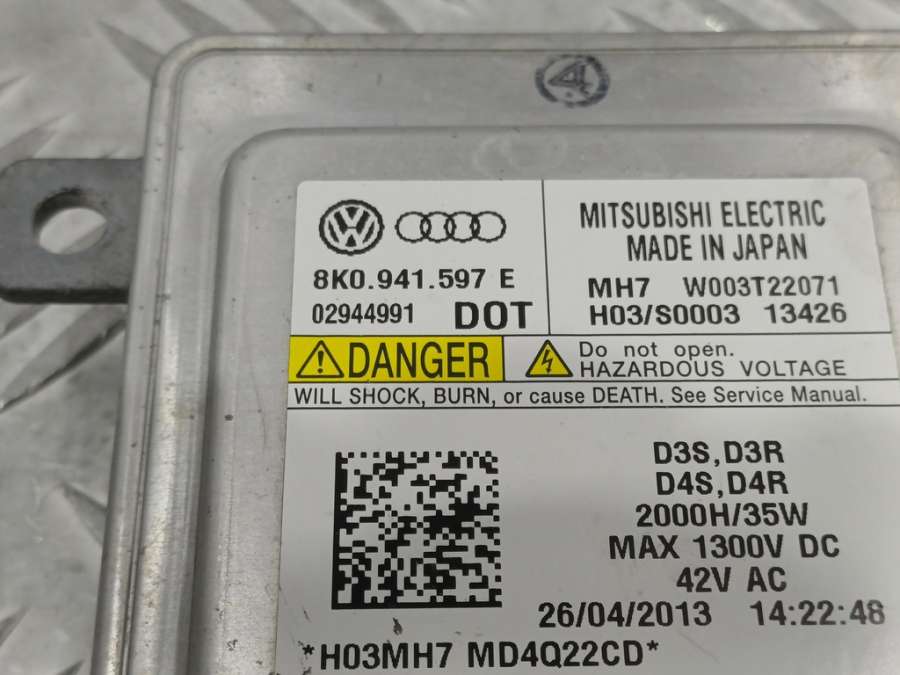 8K0.941.597 E
02944991 DOT
MITSUBISHI ELECTRIC
MADE IN JAPAN
MH7 W003T22071
H03/S0003 13426
DANGER
Do not open.
HAZARDOUS VOLTAGE
WILL SHOCK, BURN, or cause DEATH. See Service Manual.
D3S,D3R
D4S,D4R
2000H/35W
MAX 1300V DC
42V AC
26/04/2013 14:22:48
*H03MH7 MD4Q22CD*